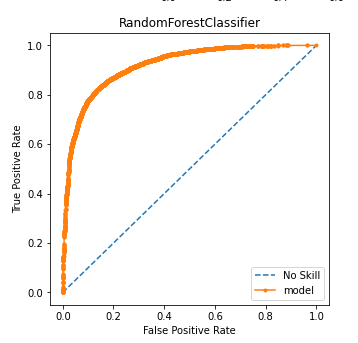 RandomForestClassifier
True Positive Rate
1.0
0.8
0.6
0.4
0.2
0.0
No Skill
model
0.0 0.2 0.4 0.6 0.8 1.0
False Positive Rate